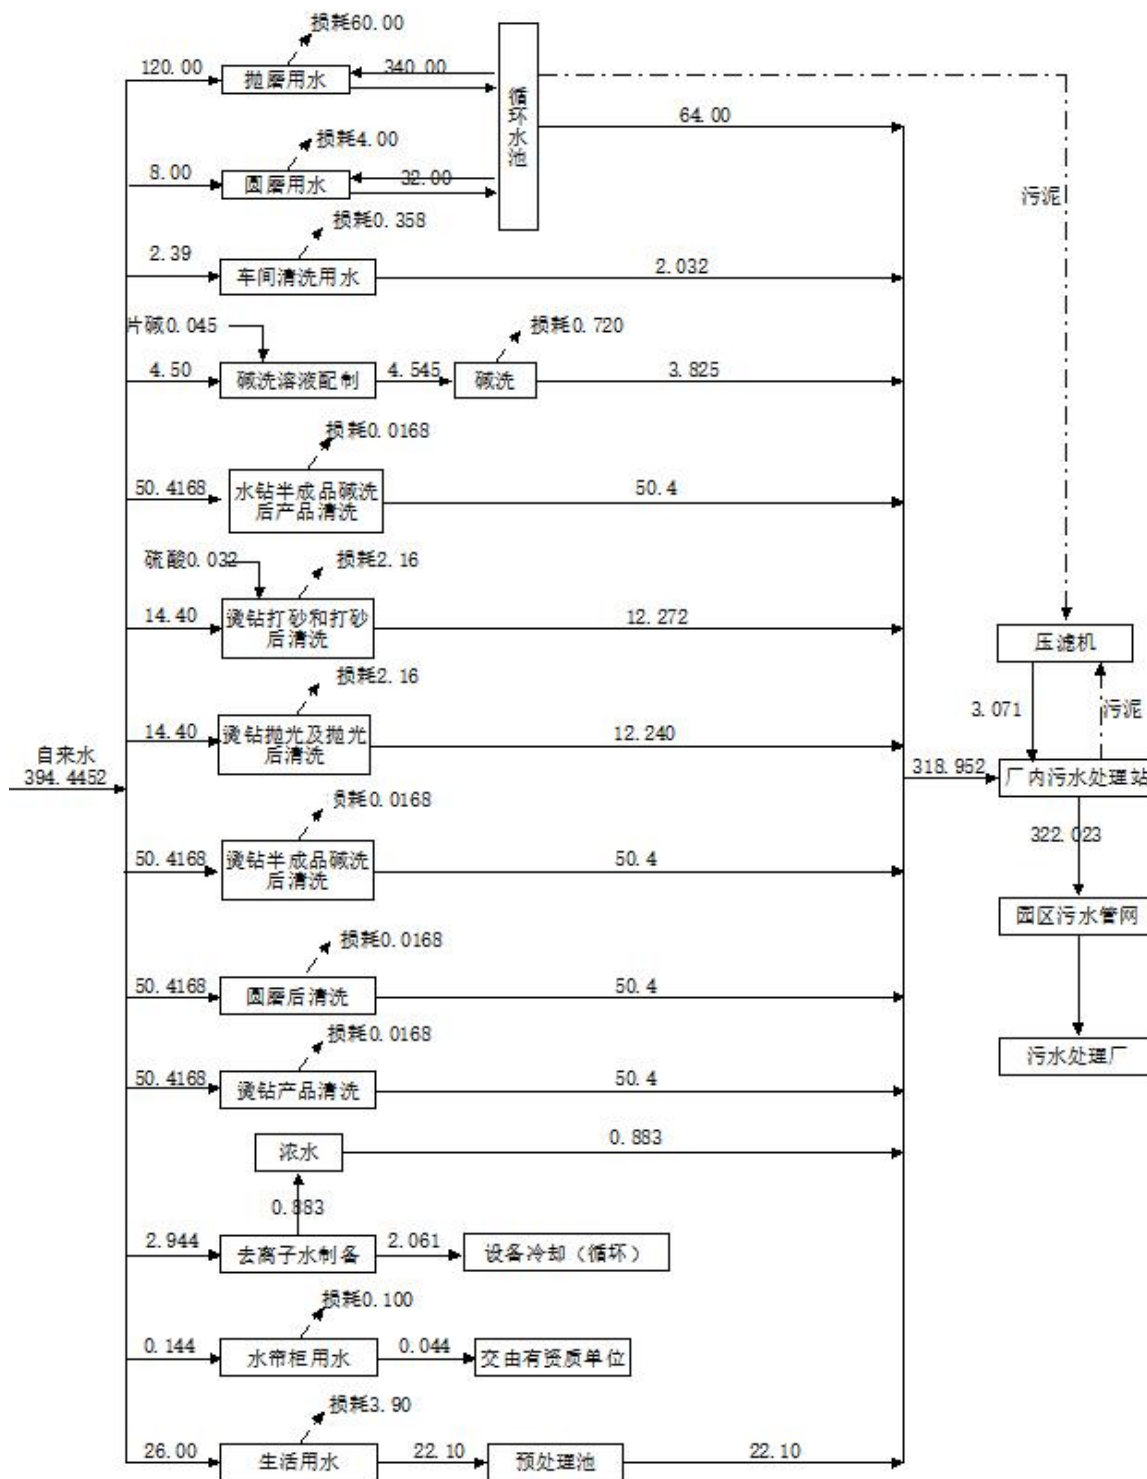 损耗60.00
120.00
抛磨用水
340.00
循环水池
64.00
损耗4.00
8.00
圆磨用水
32.00
污泥
损耗0.358
2.39
车间清洗用水
2.032
片碱0.045
损耗0.720
4.50
碱洗溶液配制
4.545
碱洗
3.825
损耗0.0168
50.4168
水钻半成品碱洗
后产品清洗
50.4
硫酸0.032
损耗2.16
14.40
烫钻打砂和打砂
后清洗
12.272
压滤机
损耗2.16
14.40
烫钻抛光及抛光
后清洗
12.240
3.071
污泥
自来水
394.4452
318.952
厂内污水处理站
损耗0.0168
50.4168
烫钻半成品碱洗
后清洗
50.4
322.023
园区污水管网
损耗0.0168
50.4168
圆磨后清洗
50.4
损耗0.0168
50.4168
烫钻产品清洗
50.4
污水处理厂
浓水
0.883
0.883
2.944
去离子水制备
2.061
设备冷却（循环）
损耗0.100
0.144
水帘柜用水
0.044
交由有资质单位
损耗3.90
26.00
生活用水
22.10
预处理池
22.10